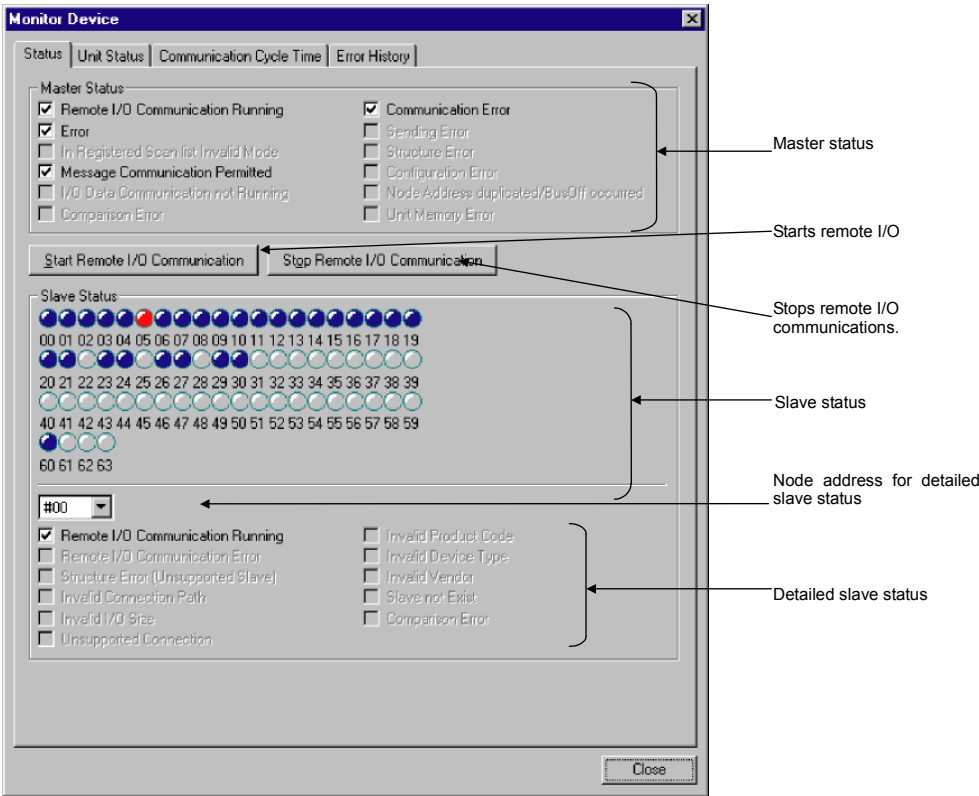 Monitor Device
Status Unit Status Communication Cycle Time Error History
Master Status
Remote I/O Communication Running
Error
In Registered Scan list Invalid Mode
Message Communication Permitted
I/O Data Communication not Running
Comparison Error
Communication Error
Sending Error
Structure Error
Configuration Error
Node Address duplicated/BusOff occurred
Unit Memory Error
Master status
Start Remote I/O Communication
Stop Remote I/O Communication
Starts remote I/O
Stops remote I/O
communications.
Slave Status
00 01 02 03 04 05 06 07 08 09 10 11 12 13 14 15 16 17 18 19
20 21 22 23 24 25 26 27 28 29 30 31 32 33 34 35 36 37 38 39
40 41 42 43 44 45 46 47 48 49 50 51 52 53 54 55 56 57 58 59
60 61 62 63
Slave status
#00
Node address for detailed
slave status
Remote I/O Communication Running
Remote I/O Communication Error
Structure Error (Unsupported Slave)
Invalid Connection Path
Invalid I/O Size
Unsupported Connection
Invalid Product Code
Invalid Device Type
Invalid Vendor
Slave not Exist
Comparison Error
Detailed slave status
Close